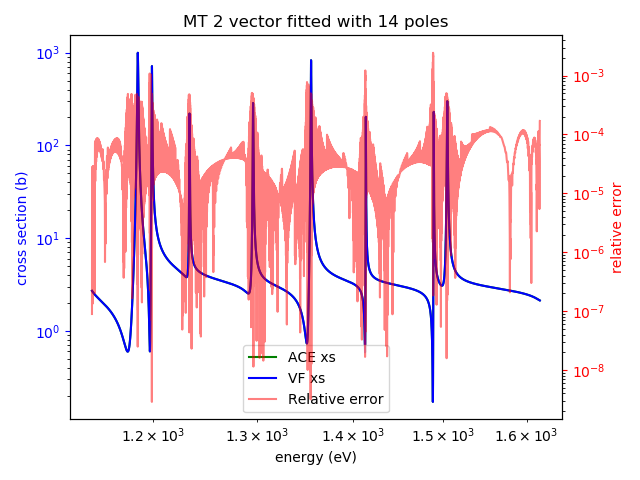 MT 2 vector fitted with 14 poles
10³
10²
10¹
10⁰
cross section (b)
10⁻³
10⁻⁴
10⁻⁵
10⁻⁶
10⁻⁷
10⁻⁸
relative error
ACE xs
VF xs
Relative error
1.2 × 10³ 1.3 × 10³ 1.4 × 10³ 1.5 × 10³ 1.6 × 10³
energy (eV)